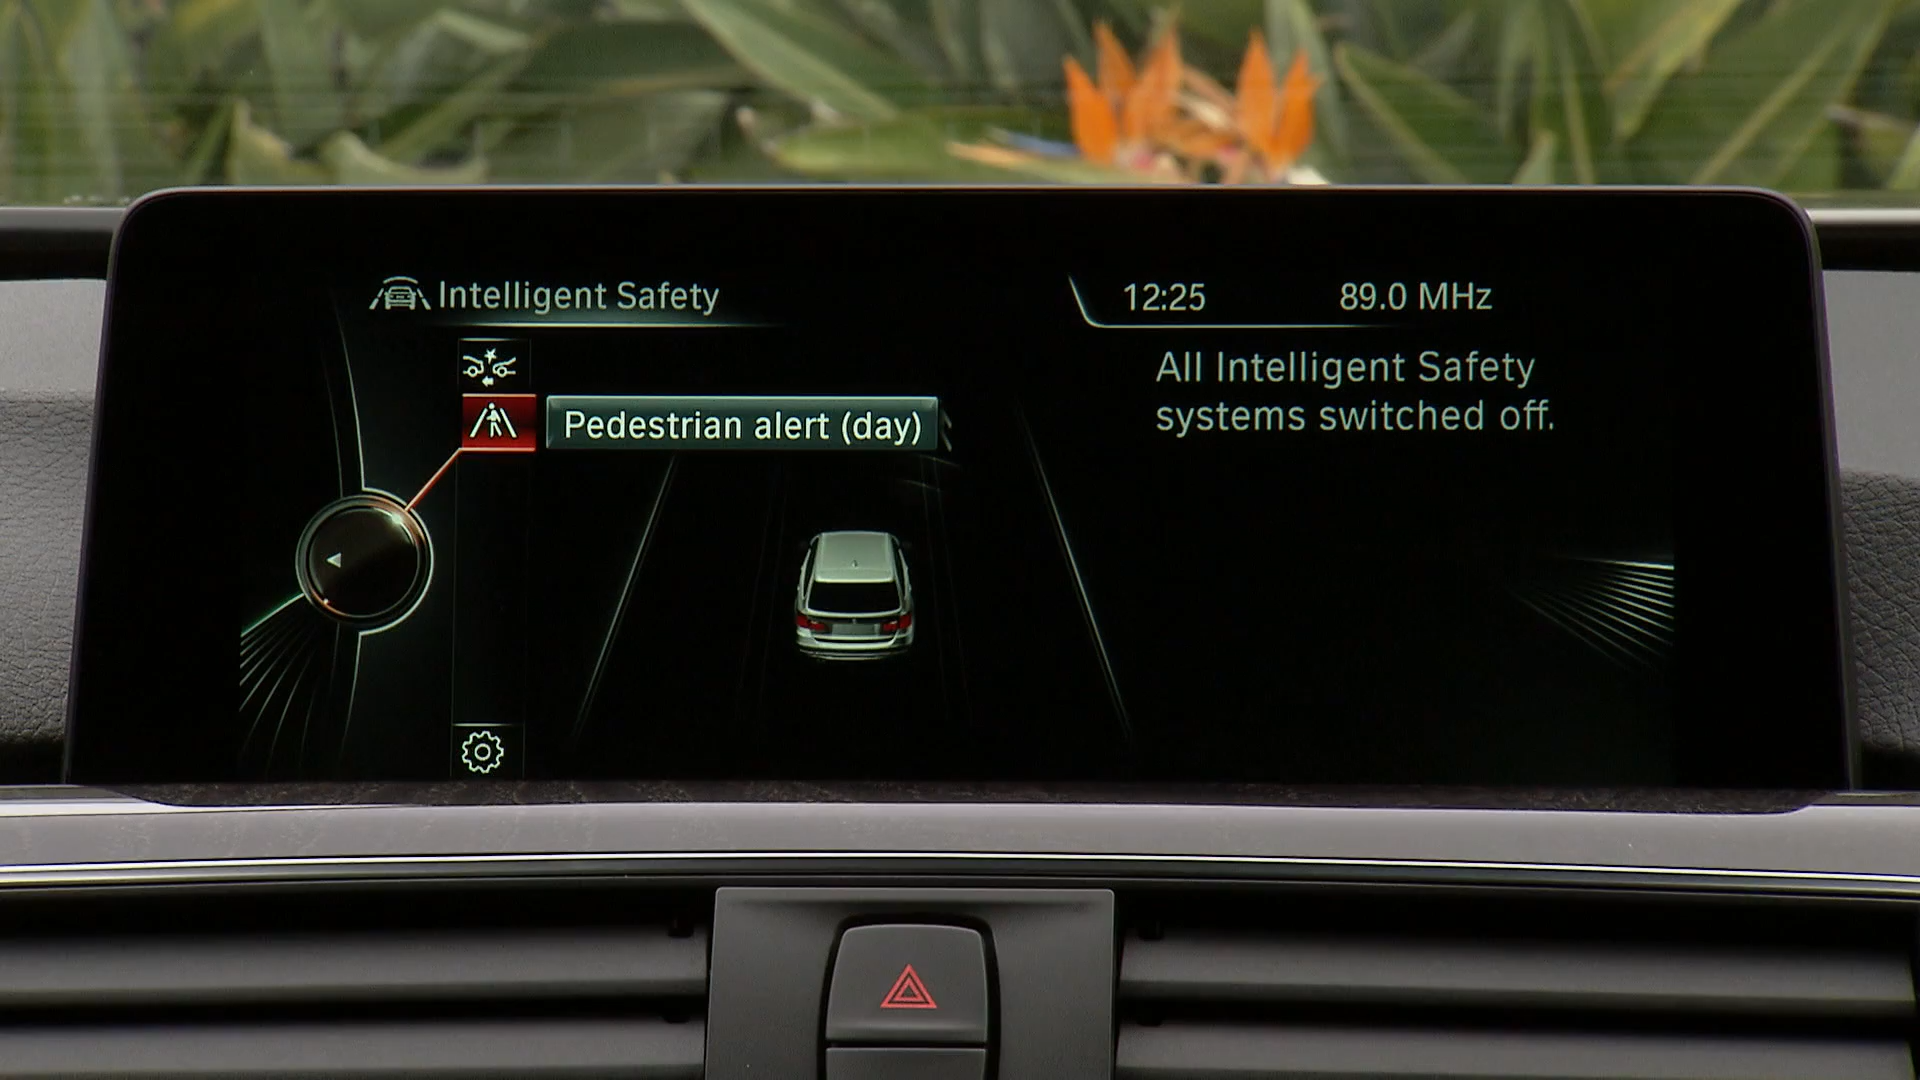 Intelligent Safety
12:25 89.0 MHz
Pedestrian alert (day)
All Intelligent Safety
systems switched off.